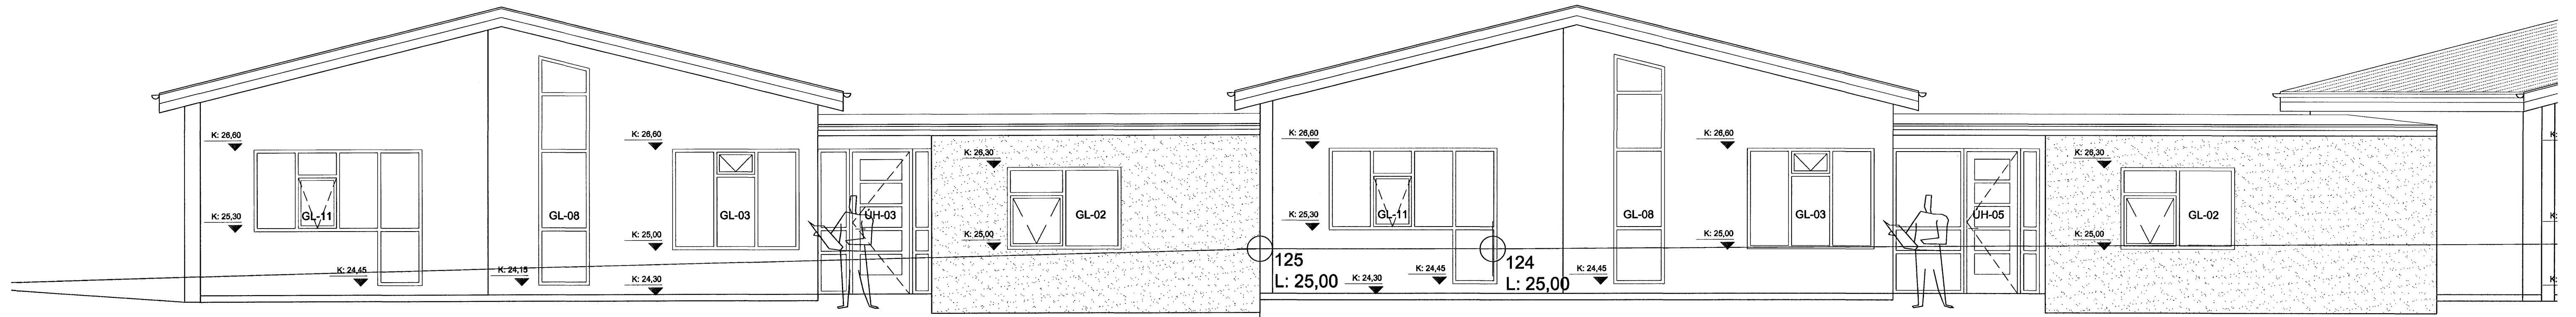 K: 26,60
K: 25,30
GL-11
K: 24,45
GL-08
K: 24,15
K: 26,60
K: 25,00
K: 24,30
GL-03
ÚH-03
K: 26,30
K: 25,00
GL-02
125
L: 25,00
K: 26,60
K: 25,30
K: 24,30
GL-11
K: 24,45
124
L: 25,00
K: 24,45
GL-08
K: 26,60
K: 25,00
GL-03
ÚH-05
K: 26,30
K: 25,00
GL-02
K:
K:
K: